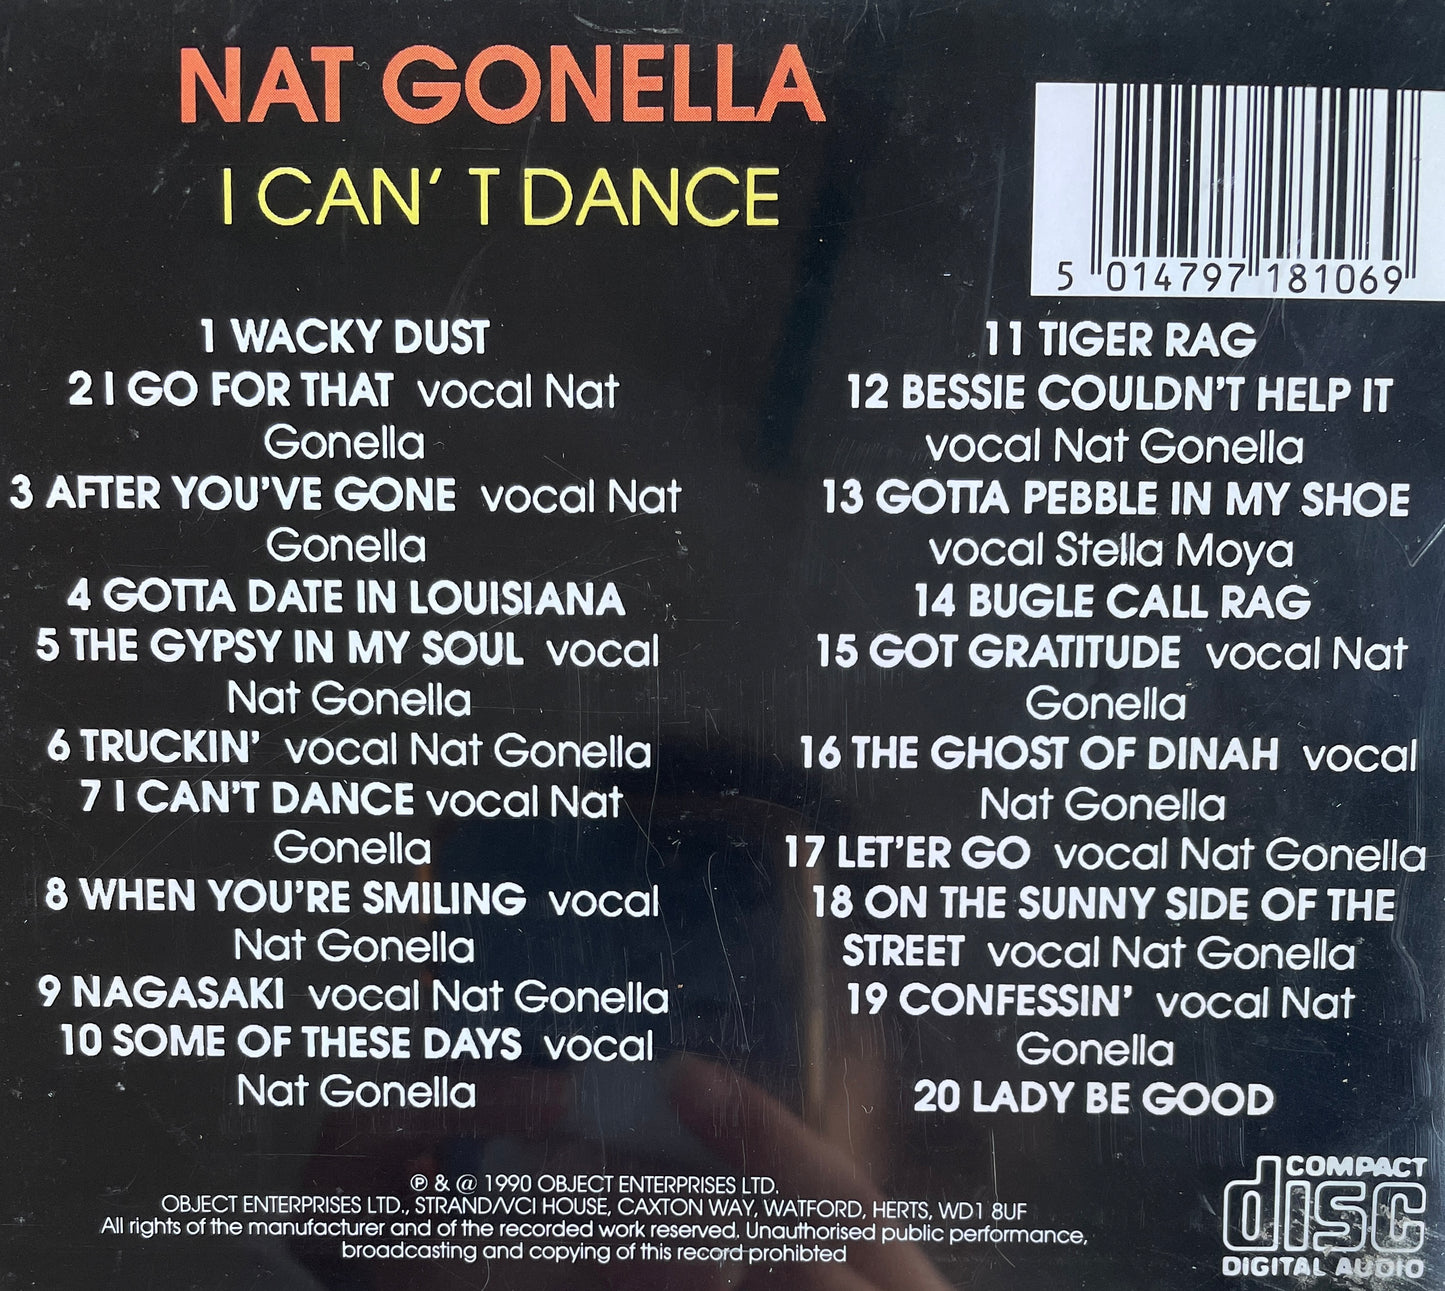 NAT GONELLA
I CAN' T DANCE
5 014797 181069
1 WACKY DUST
2 I GO FOR THAT vocal Nat
Gonella
3 AFTER YOU'VE GONE vocal Nat
Gonella
4 GOTTA DATE IN LOUISIANA
5 THE GYPSY IN MY SOUL vocal
Nat Gonella
6 TRUCKIN' vocal Nat Gonella
7 I CAN'T DANCE vocal Nat
Gonella
8 WHEN YOU'RE SMILING vocal
Nat Gonella
9 NAGASAKI vocal Nat Gonella
10 SOME OF THESE DAYS vocal
Nat Gonella
11 TIGER RAG
12 BESSIE COULDN'T HELP IT
vocal Nat Gonella
13 GOTTA PEBBLE IN MY SHOE
vocal Stella Moya
14 BUGLE CALL RAG
15 GOT GRATITUDE vocal Nat
Gonella
16 THE GHOST OF DINAH vocal
Nat Gonella
17 LET'ER GO vocal Nat Gonella
18 ON THE SUNNY SIDE OF THE
STREET vocal Nat Gonella
19 CONFESSIN' vocal Nat
Gonella
20 LADY BE GOOD
℗ & @ 1990 OBJECT ENTERPRISES LTD.
OBJECT ENTERPRISES LTD., STRAND/VCI HOUSE, CAXTON WAY, WATFORD, HERTS, WD1 8UF
All rights of the manufacturer and of the recorded work reserved. Unauthorised public performance,
broadcasting and copying of this record prohibited
COMPACT
disc
DIGITAL AUDIO